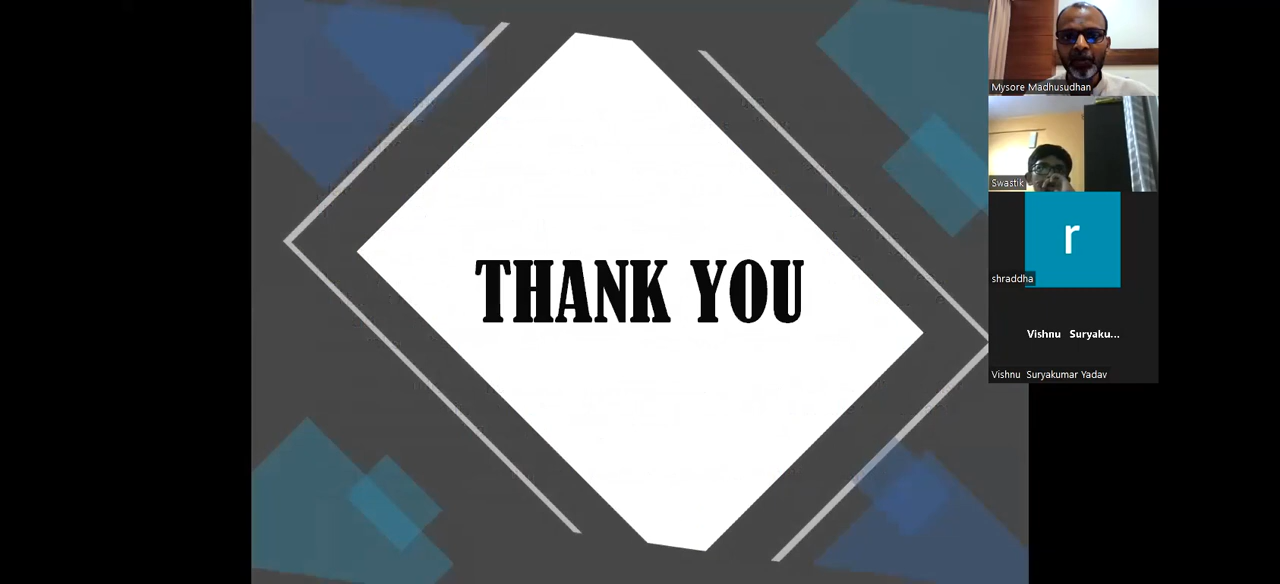 THANK YOU
Mysore Madhusudhan
Swastik
r
shraddha
Vishnu Suryaku...
Vishnu Suryakumar Yadav